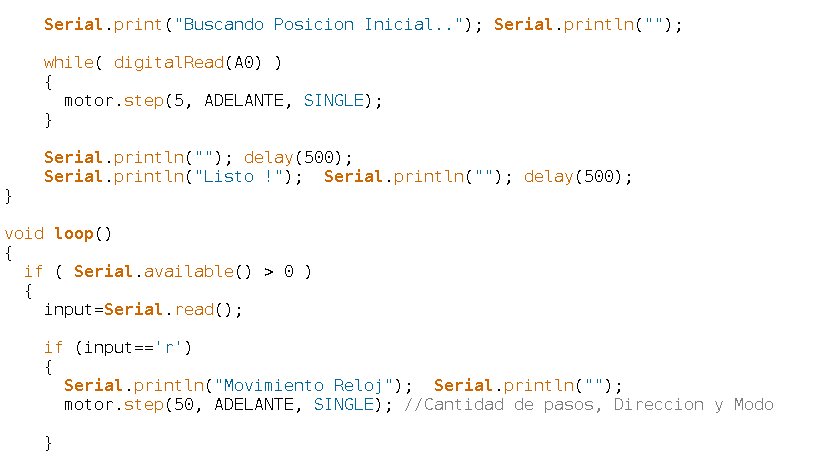 Serial.print("Buscando Posicion Inicial.."); Serial.println("");
while( digitalRead(A0) )
{
motor.step(5, ADELANTE, SINGLE);
}
Serial.println(""); delay(500);
Serial.println("Listo !");  Serial.println(""); delay(500);
}
void loop()
{
if ( Serial.available() > 0 )
{
input=Serial.read();
if (input=='r')
{
Serial.println("Movimiento Reloj");  Serial.println("");
motor.step(50, ADELANTE, SINGLE); //Cantidad de pasos, Direccion y Modo
}